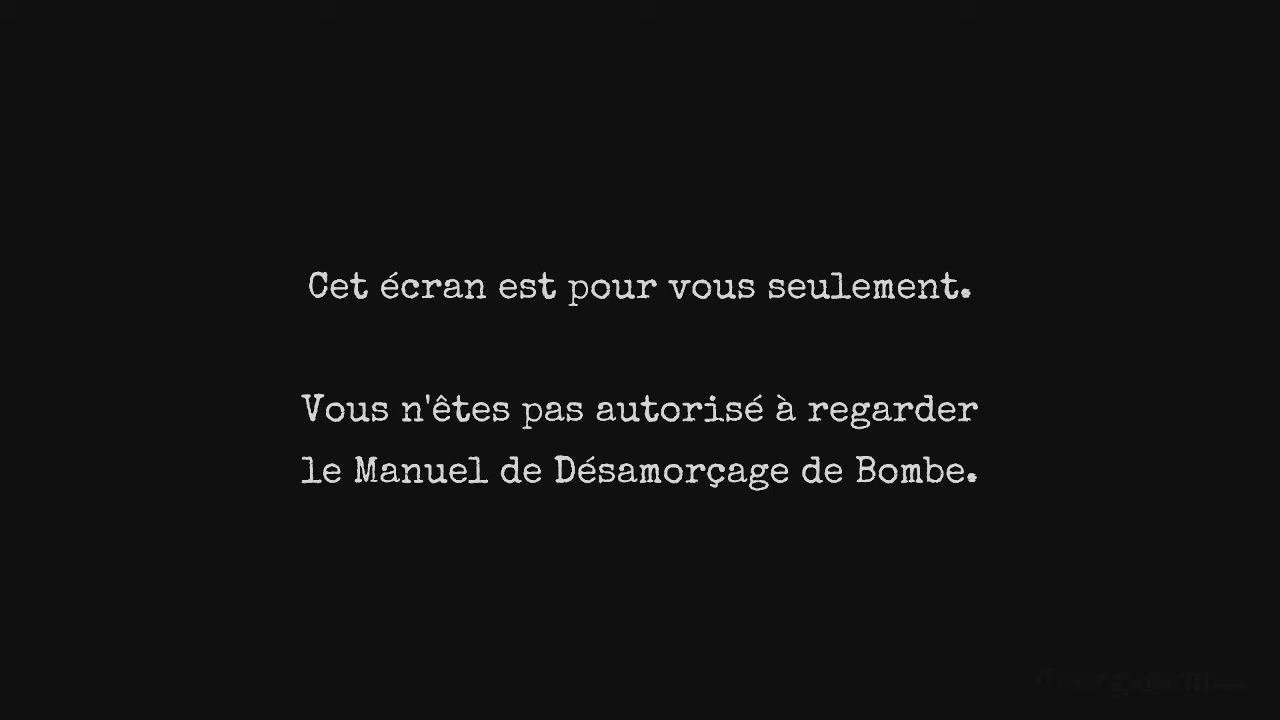 Cet écran est pour vous seulement.
Vous n'êtes pas autorisé à regarder
le Manuel de Désamorçage de Bombe.